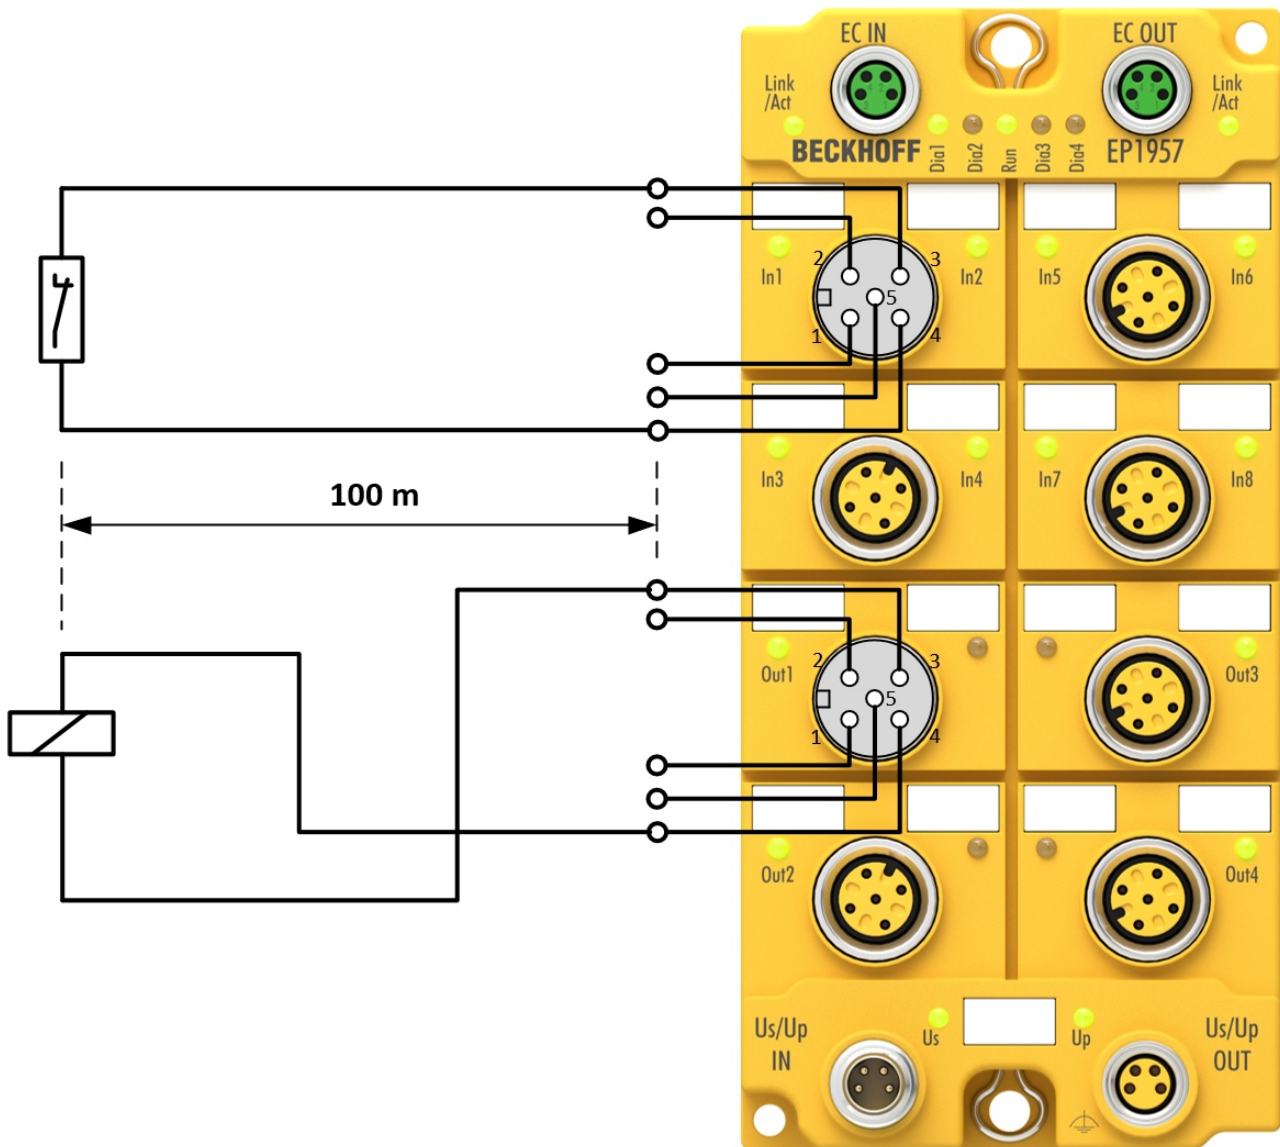 EC IN
EC OUT
Link
/Act
Link
/Act
BECKHOFF
Dia1
Dia2
Run
Dia3
Dia4
EP1957
2
3
In1
In2
In5
In6
5
1
4
In3
In4
In7
In8
100 m
2
3
Out1
Out3
5
1
4
Out2
Out4
Us/Up
IN
Us
Up
Us/Up
OUT